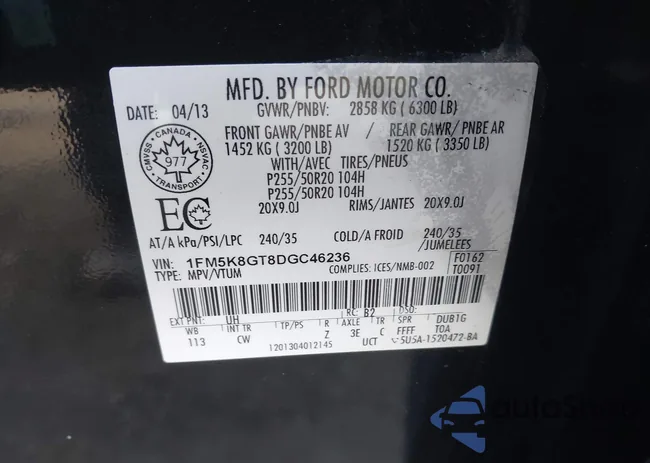 MFD. BY FORD MOTOR CO.
DATE: 04/13 GVWR/PNBV: 2858 KG ( 6300 LB)
FRONT GAWR/PNBE AV / REAR GAWR/ PNBE AR
1452 KG ( 3200 LB) 1520 KG ( 3350 LB)
WITH/AVEC TIRES/PNEUS
P255/50R20 104H
P255/50R20 104H
20X9.0J RIMS/JANTES 20X9.0J
CANADA
CMVSS 977 NSVAC
TRANSPORT
EC
AT/A kPa/PSI/LPC 240/35 COLD/A FROID 240/35
/JUMELEES
VIN: 1FM5K8GT8DGC46236 F0162
TYPE: MPV/VTUM COMPLIES: ICES/NMB-002 T0091
EXT PNT: UH RC: B2 DSO:
WB INT TR TP/PS R AXLE TR SPR DUB1G
113 CW Z 3E C FFFF TOA
1201304012145 UCT 5U5A-1520472-BA